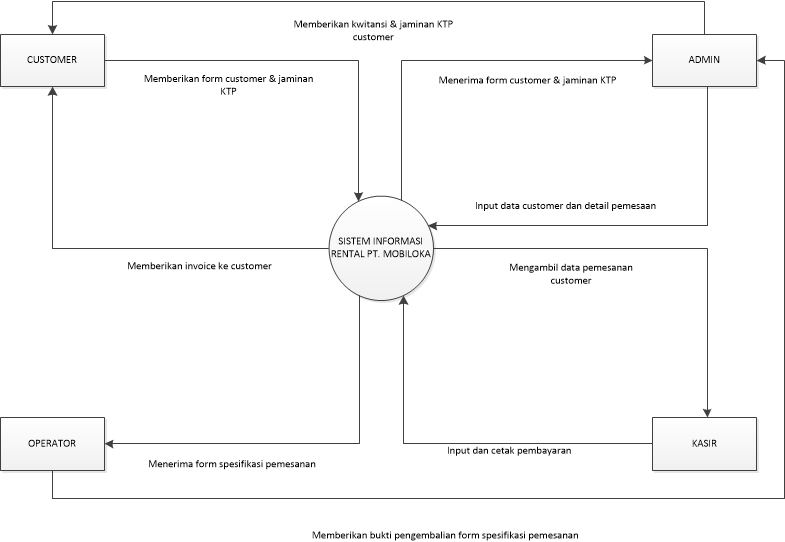 Memberikan kwitansi & jaminan KTP
customer
CUSTOMER
ADMIN
Memberikan form customer & jaminan
KTP
Menerima form customer & jaminan KTP
Input data customer dan detail pemesaan
SISTEM INFORMASI
RENTAL PT. MOBILOKA
Memberikan invoice ke customer
Mengambil data pemesanan
customer
OPERATOR
KASIR
Menerima form spesifikasi pemesanan
Input dan cetak pembayaran
Memberikan bukti pengembalian form spesifikasi pemesanan